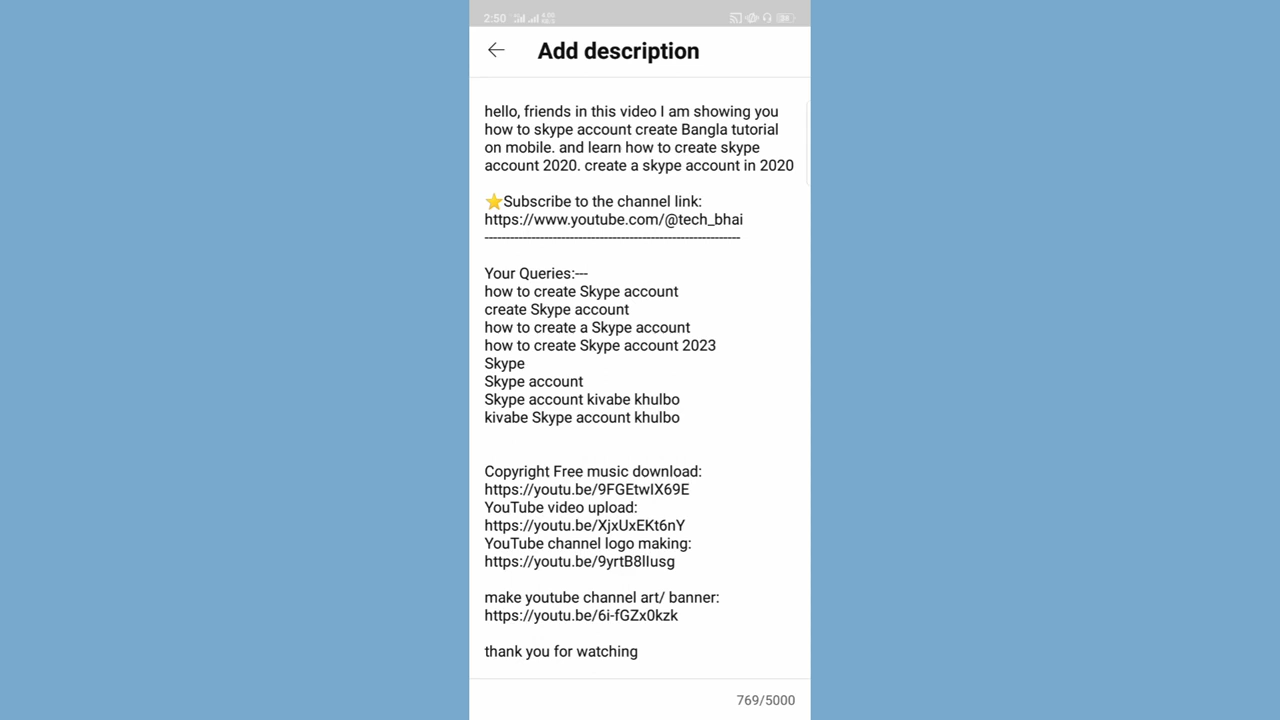 2:50
Add description
hello, friends in this video I am showing you
how to skype account create Bangla tutorial
on mobile. and learn how to create skype
account 2020. create a skype account in 2020
⭐Subscribe to the channel link:
https://www.youtube.com/@tech_bhai
------------------------------------------------------------
Your Queries:---
how to create Skype account
create Skype account
how to create a Skype account
how to create Skype account 2023
Skype
Skype account
Skype account kivabe khulbo
kivabe Skype account khulbo
Copyright Free music download:
https://youtu.be/9FGEtwIX69E
YouTube video upload:
https://youtu.be/XjxUxEKt6nY
YouTube channel logo making:
https://youtu.be/9yrtB8lIusg
make youtube channel art/ banner:
https://youtu.be/6i-fGZx0kzk
thank you for watching
769/5000